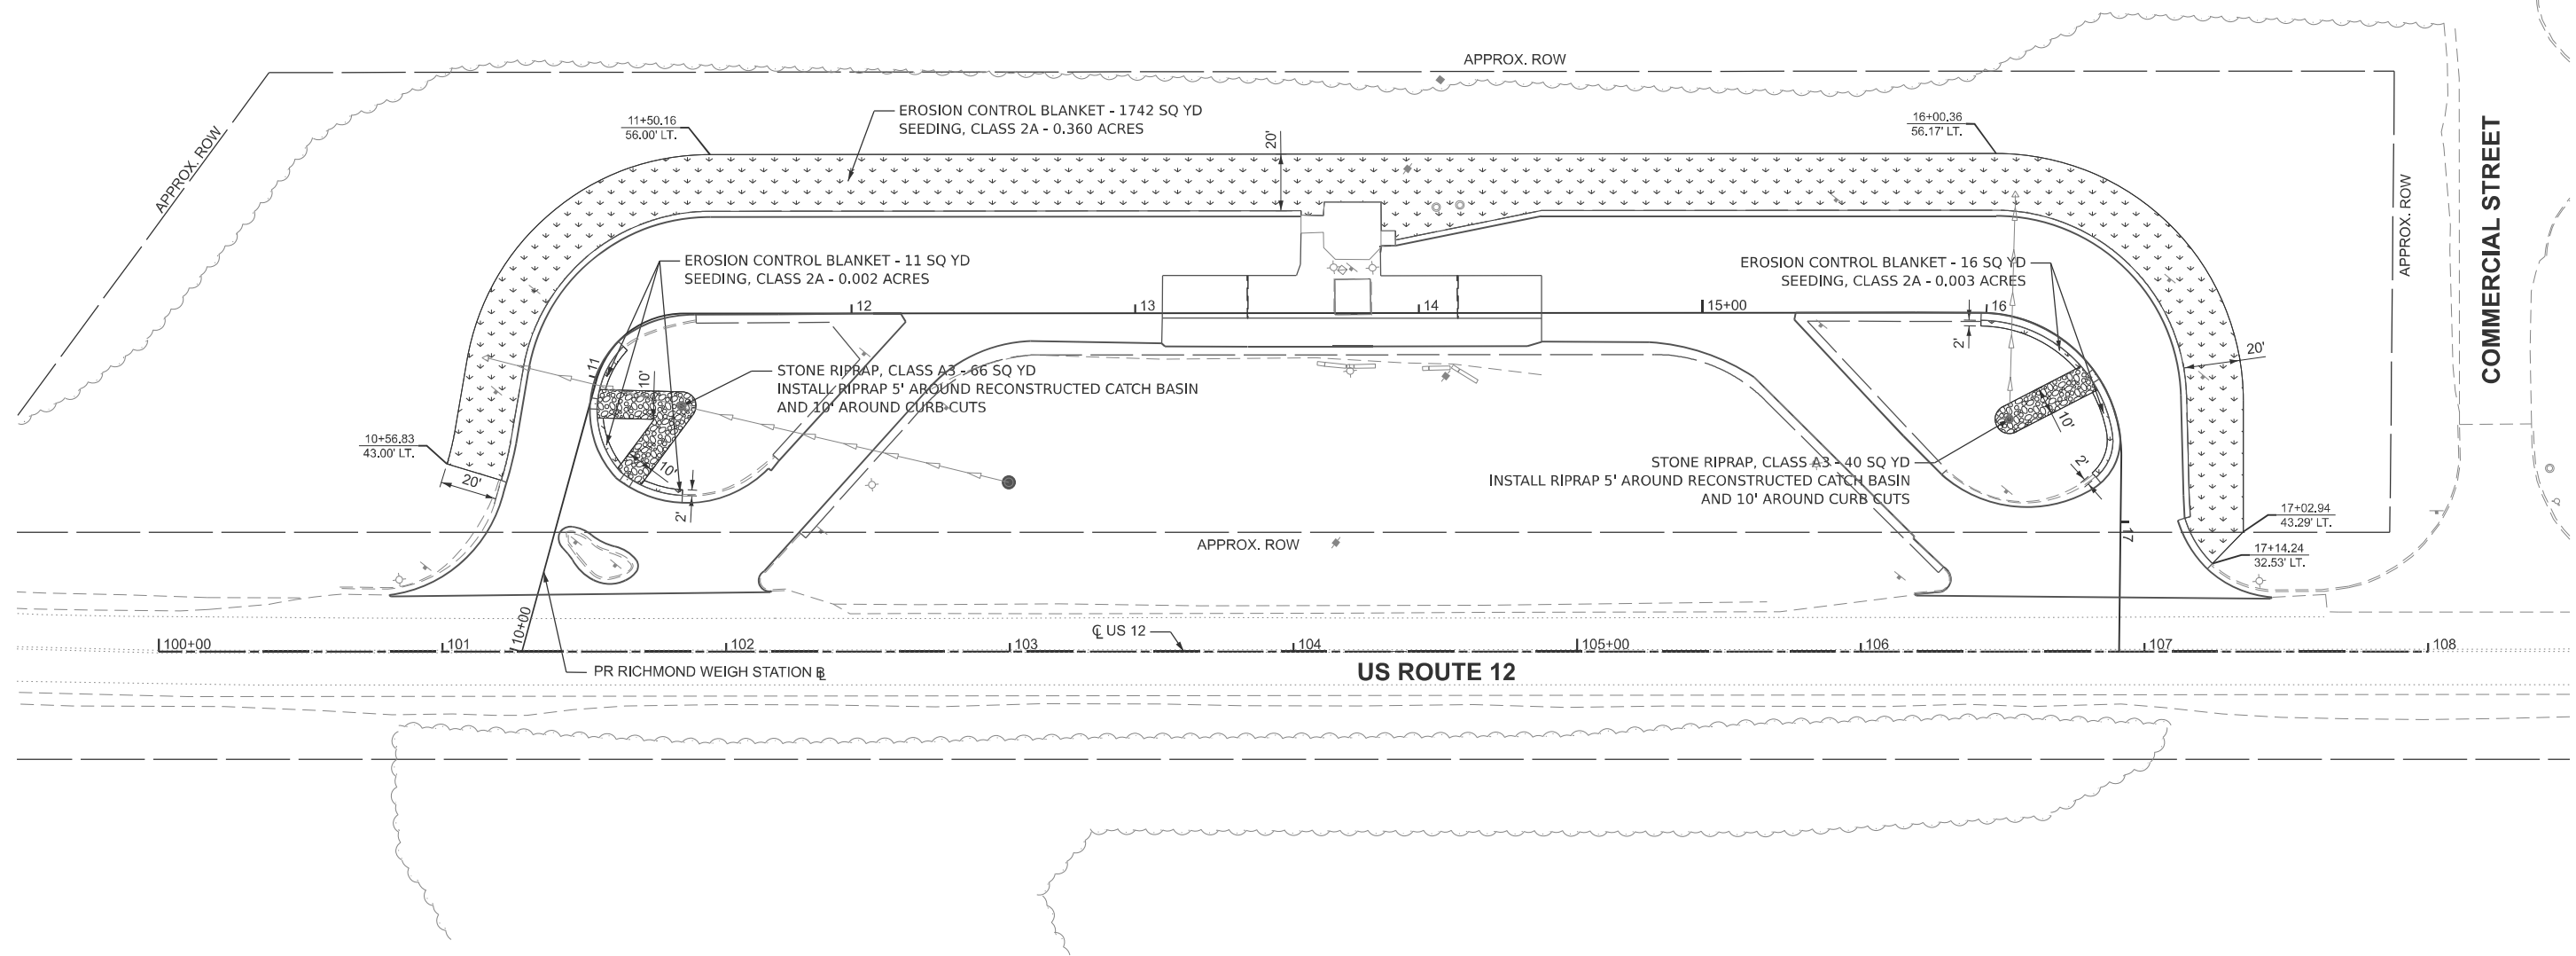 APPROX. ROW
EROSION CONTROL BLANKET - 1742 SQ YD
SEEDING, CLASS 2A - 0.360 ACRES
11+50.16
56.00' LT.
16+00.36
56.17' LT.
20'
APPROX. ROW
APPROX. ROW
COMMERCIAL STREET
EROSION CONTROL BLANKET - 11 SQ YD
SEEDING, CLASS 2A - 0.002 ACRES
EROSION CONTROL BLANKET - 16 SQ YD
SEEDING, CLASS 2A - 0.003 ACRES
12
13
14
15+00
16
2'
20'
11
10'
STONE RIPRAP, CLASS A3 - 66 SQ YD
INSTALL RIPRAP 5' AROUND RECONSTRUCTED CATCH BASIN
AND 10' AROUND CURB CUTS
10'
10+56.83
43.00' LT.
20'
10'
2'
STONE RIPRAP, CLASS A3 - 40 SQ YD
INSTALL RIPRAP 5' AROUND RECONSTRUCTED CATCH BASIN
AND 10' AROUND CURB CUTS
2'
17+02.94
43.29' LT.
17
17+14.24
32.53' LT.
APPROX. ROW
10+00
100+00
101
102
103
℄ US 12
104
105+00
106
107
108
PR RICHMOND WEIGH STATION BL
US ROUTE 12